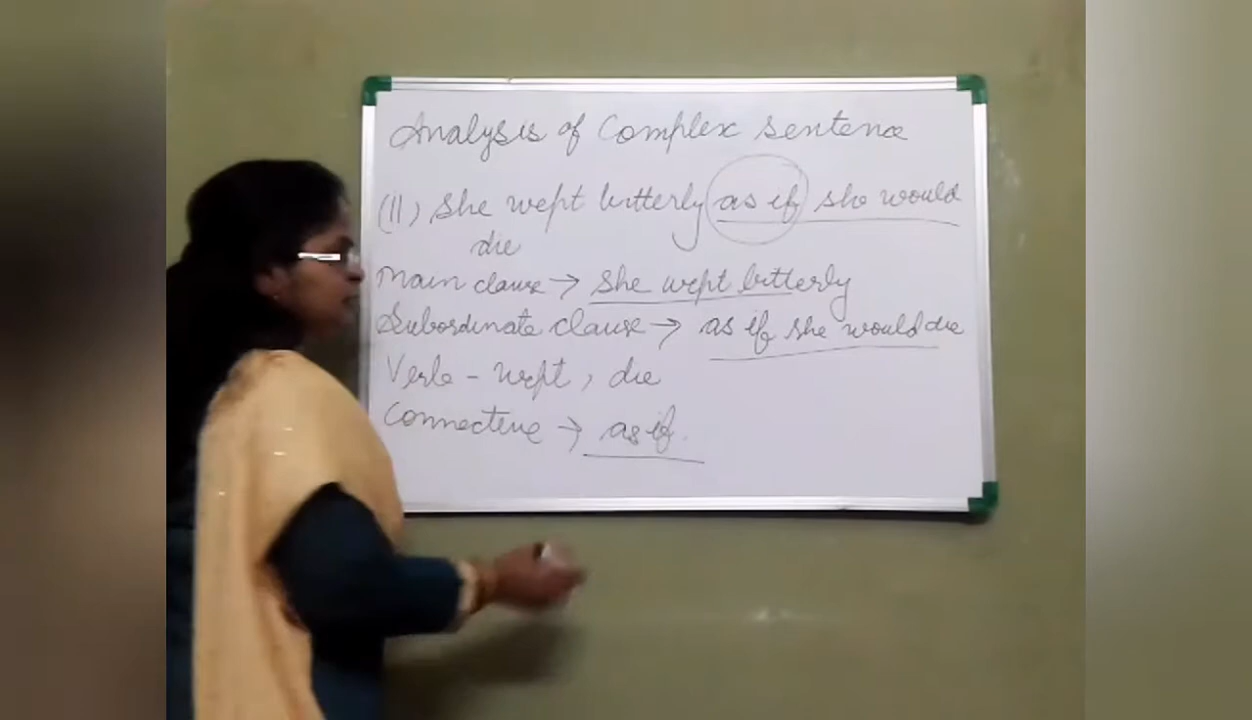 Analysis of Complex Sentence
(II) She wept bitterly as if she would
die
Main clause → She wept bitterly
Subordinate clause → as if she would die
Verb - wept, die
Connective → as if.